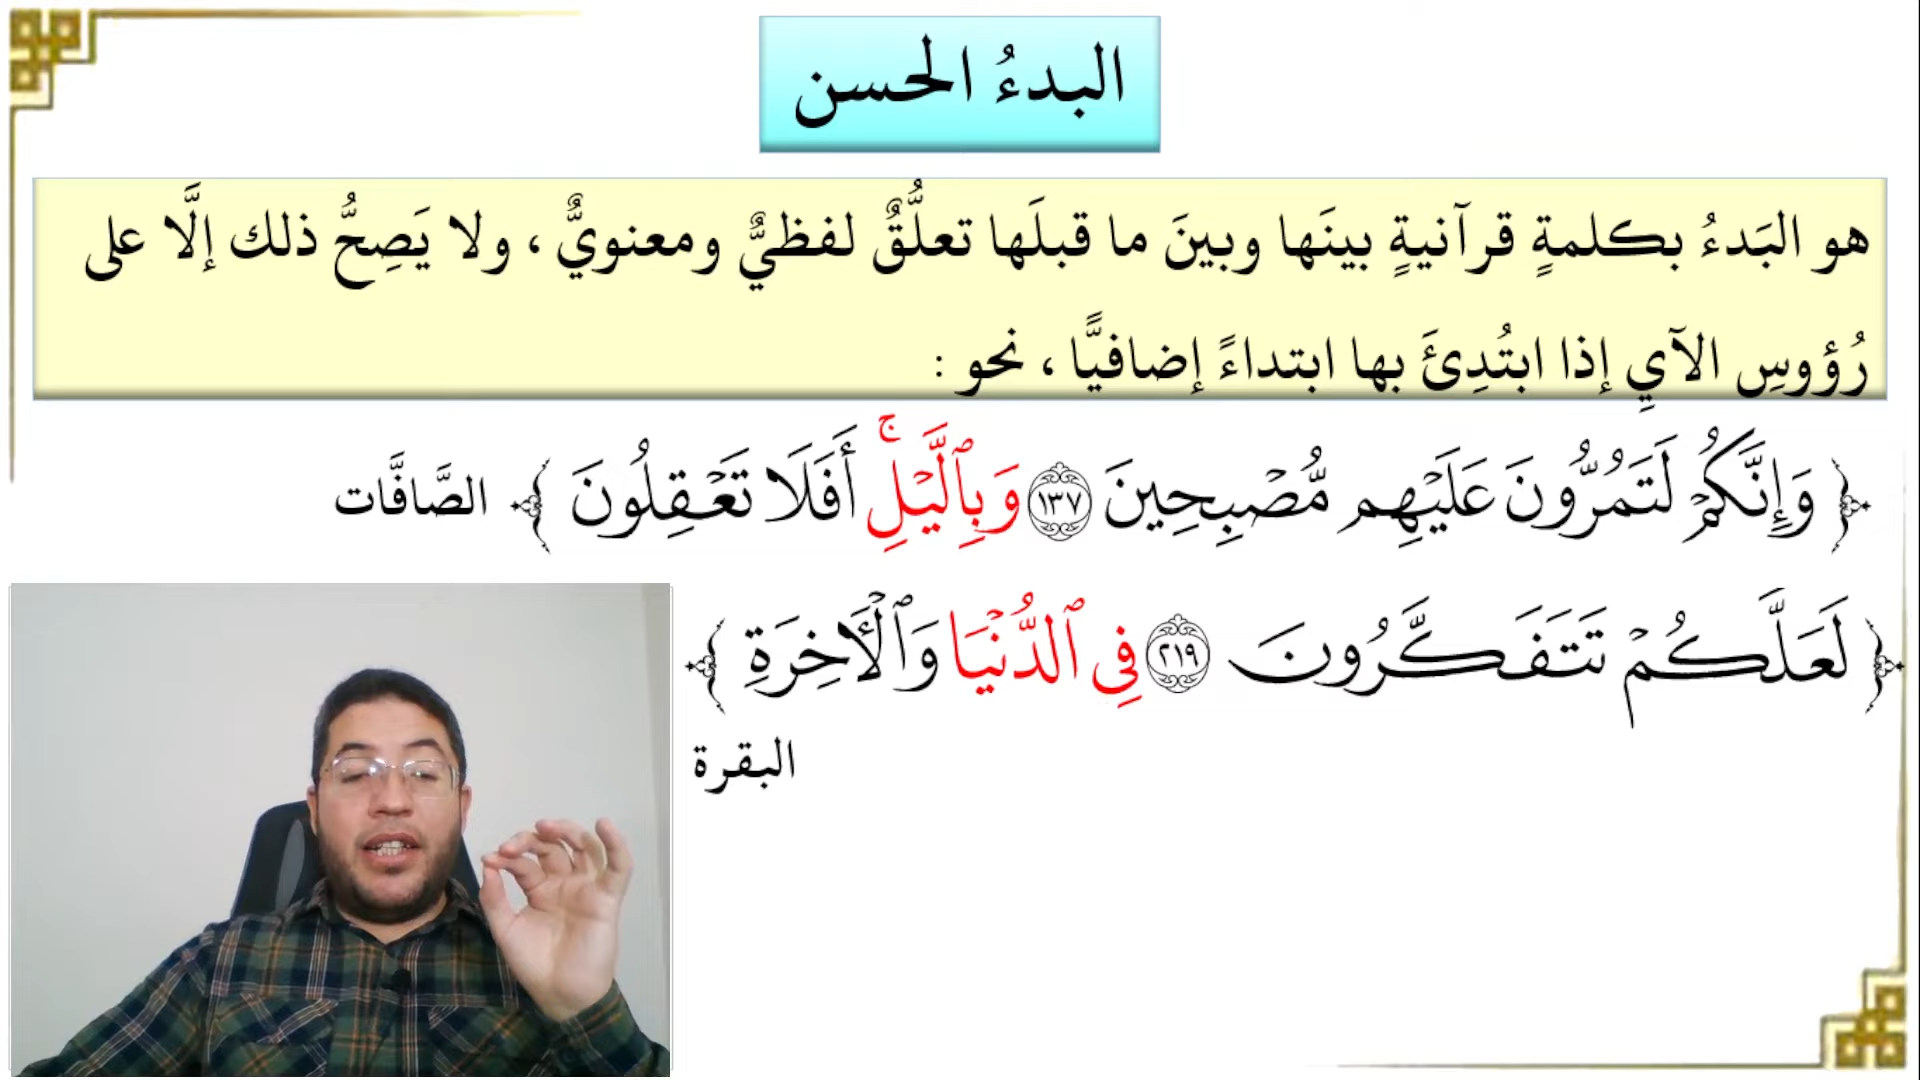 البدءُ الحسن
هو البَدءُ بكلمةٍ قرآنيةٍ بينَها وبينَ ما قبلَها تعلُّقٌ لفظيٌّ ومعنويٌّ ، ولا يَصِحُّ ذلك إلَّا على
رُؤوسِ الآيِ إذا ابتُدِئَ بها ابتداءً إضافيًّا ، نحو :
﴿ وَإِنَّكُمْ لَتَمُرُّونَ عَلَيْهِم مُّصْبِحِينَ ١٣٧ وَبِٱلَّيْلِۚ أَفَلَا تَعْقِلُونَ ﴾ الصَّافَّات
﴿ لَعَلَّكُمْ تَتَفَكَّرُونَ ٢١٩ فِى ٱلدُّنْيَا وَٱلْأَخِرَةِ ﴾
البقرة